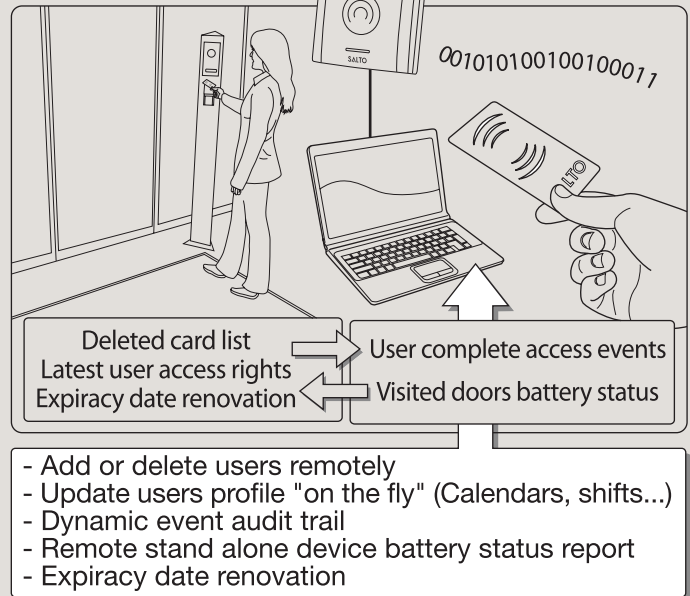 SALTO
001010100100100011
LTO
Deleted card list
Latest user access rights
Expiracy date renovation
User complete access events
Visited doors battery status
- Add or delete users remotely
- Update users profile "on the fly" (Calendars, shifts...)
- Dynamic event audit trail
- Remote stand alone device battery status report
- Expiracy date renovation